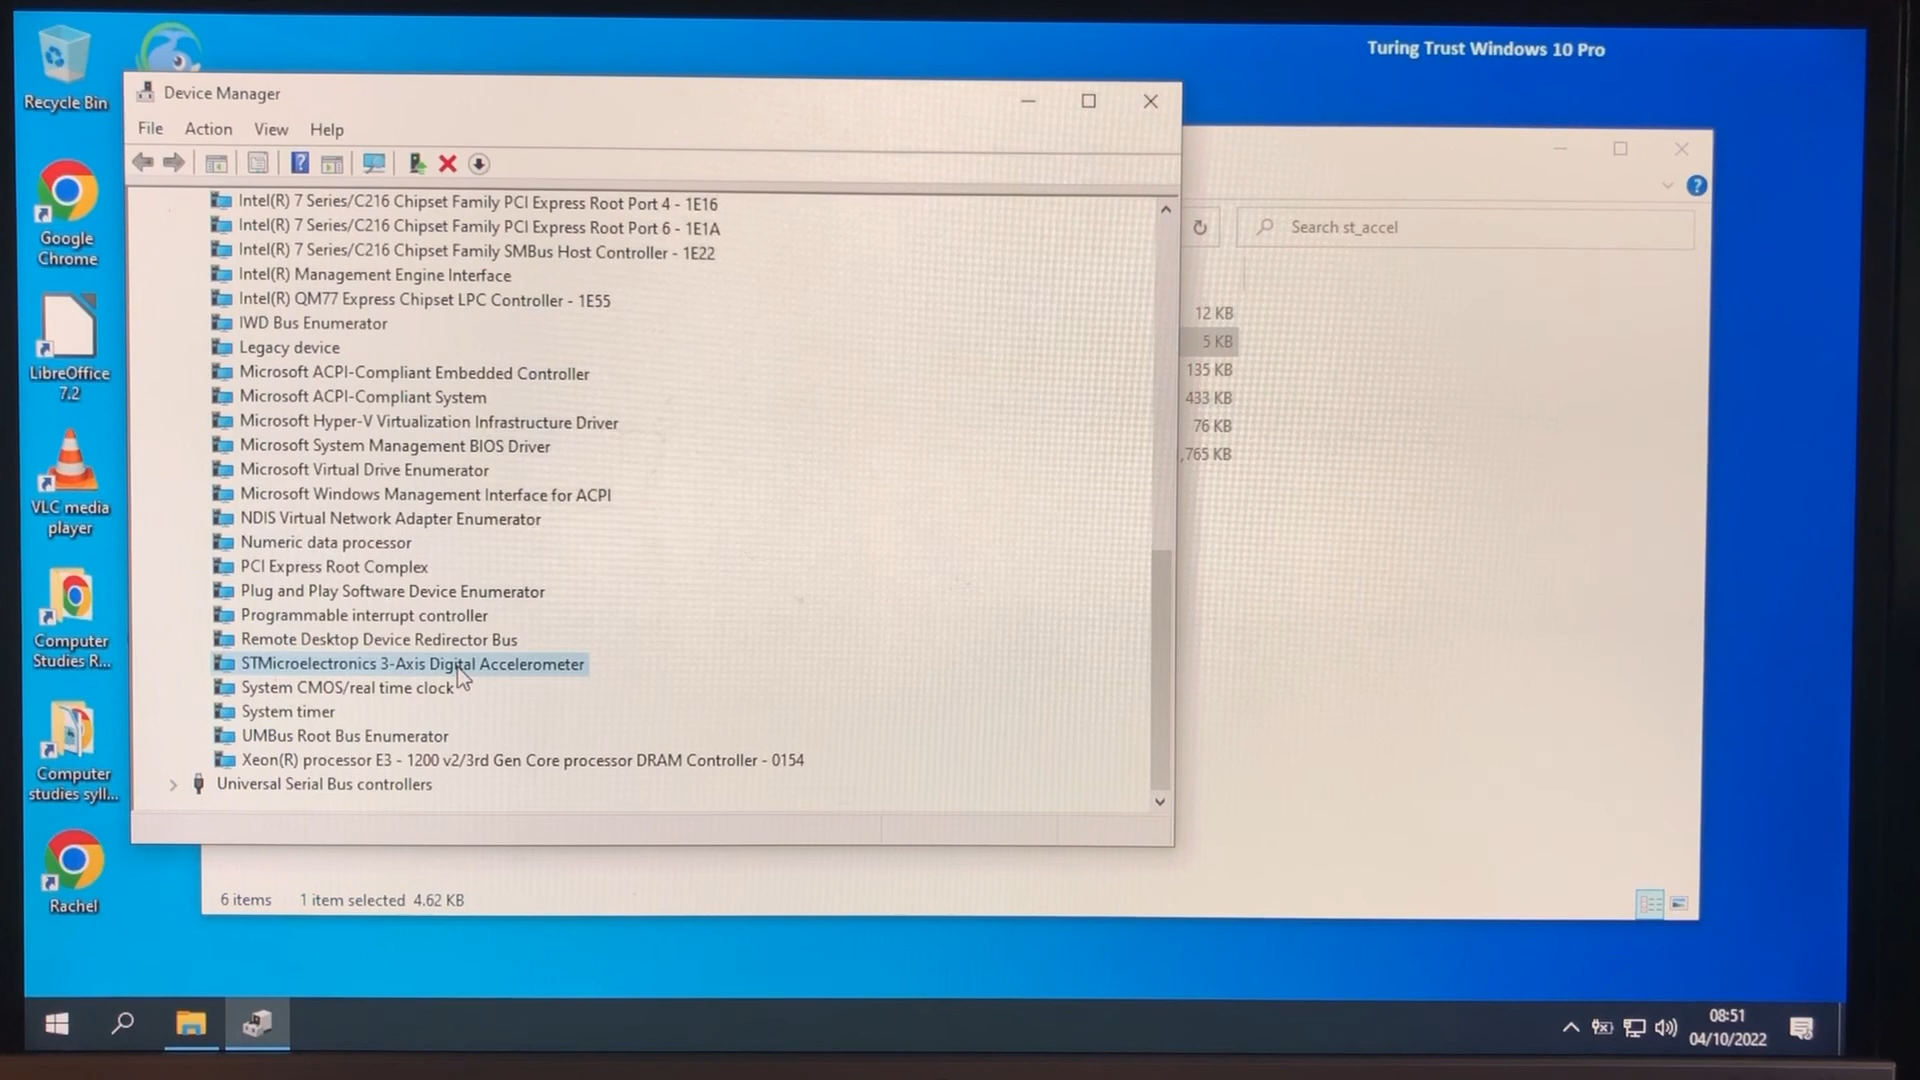 Turing Trust Windows 10 Pro
Recycle Bin
Google
Chrome
LibreOffice
7.2
VLC media
player
Computer
Studies R...
Computer
studies syll...
Rachel
Device Manager
File Action View Help
Intel(R) 7 Series/C216 Chipset Family PCI Express Root Port 4 - 1E16
Intel(R) 7 Series/C216 Chipset Family PCI Express Root Port 6 - 1E1A
Intel(R) 7 Series/C216 Chipset Family SMBus Host Controller - 1E22
Intel(R) Management Engine Interface
Intel(R) QM77 Express Chipset LPC Controller - 1E55
IWD Bus Enumerator
Legacy device
Microsoft ACPI-Compliant Embedded Controller
Microsoft ACPI-Compliant System
Microsoft Hyper-V Virtualization Infrastructure Driver
Microsoft System Management BIOS Driver
Microsoft Virtual Drive Enumerator
Microsoft Windows Management Interface for ACPI
NDIS Virtual Network Adapter Enumerator
Numeric data processor
PCI Express Root Complex
Plug and Play Software Device Enumerator
Programmable interrupt controller
Remote Desktop Device Redirector Bus
STMicroelectronics 3-Axis Digital Accelerometer
System CMOS/real time clock
System timer
UMBus Root Bus Enumerator
Xeon(R) processor E3 - 1200 v2/3rd Gen Core processor DRAM Controller - 0154
Universal Serial Bus controllers
Search st_accel
12 KB
5 KB
135 KB
433 KB
76 KB
,765 KB
6 items 1 item selected 4.62 KB
08:51
04/10/2022